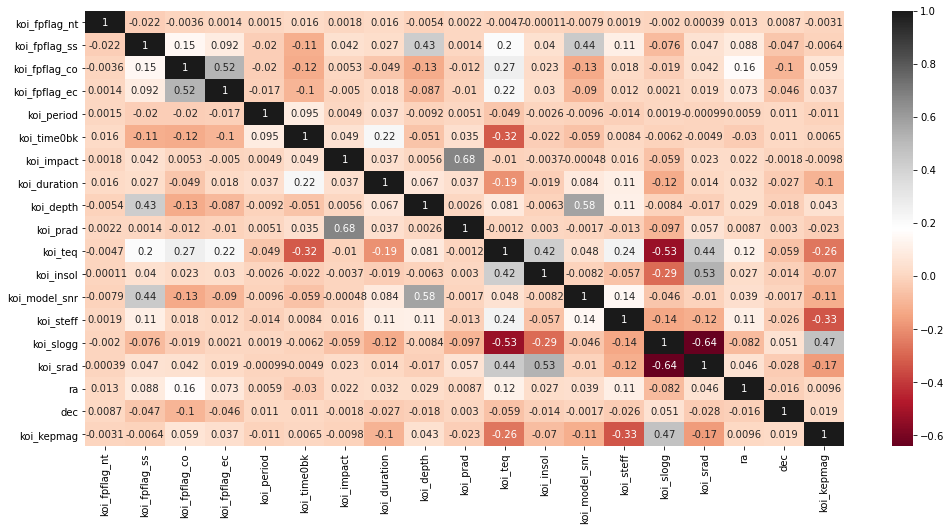 koi_fpflag_nt 1 -0.022 -0.0036 0.0014 0.0015 0.016 0.0018 0.016 -0.0054 0.0022 -0.0047 -0.00011 -0.0079 0.0019 -0.002 0.00039 0.013 0.0087 -0.0031
koi_fpflag_ss -0.022 1 0.15 0.092 -0.02 -0.11 0.042 0.027 0.43 0.0014 0.2 0.04 0.44 0.11 -0.076 0.047 0.088 -0.047 -0.0064
koi_fpflag_co -0.0036 0.15 1 0.52 -0.02 -0.12 0.0053 -0.049 -0.13 -0.012 0.27 0.023 -0.13 0.018 -0.019 0.042 0.16 -0.1 0.059
koi_fpflag_ec 0.0014 0.092 0.52 1 -0.017 -0.1 -0.005 0.018 -0.087 -0.01 0.22 0.03 -0.09 0.012 0.0021 0.019 0.073 -0.046 0.037
koi_period 0.0015 -0.02 -0.02 -0.017 1 0.095 0.0049 0.037 -0.0092 0.0051 -0.049 -0.0026 -0.0096 -0.014 0.0019 -0.00099 0.0059 0.011 -0.011
koi_time0bk 0.016 -0.11 -0.12 -0.1 0.095 1 0.049 0.22 -0.051 0.035 -0.32 -0.022 -0.059 0.0084 -0.0062 -0.0049 -0.03 0.011 0.0065
koi_impact 0.0018 0.042 0.0053 -0.005 0.0049 0.049 1 0.037 0.0056 0.68 -0.01 -0.0037 -0.00048 0.016 -0.059 0.023 0.022 -0.0018 -0.0098
koi_duration 0.016 0.027 -0.049 0.018 0.037 0.22 0.037 1 0.067 0.037 -0.19 -0.019 0.084 0.11 -0.12 0.014 0.032 -0.027 -0.1
koi_depth -0.0054 0.43 -0.13 -0.087 -0.0092 -0.051 0.0056 0.067 1 0.0026 0.081 -0.0063 0.58 0.11 -0.0084 -0.017 0.029 -0.018 0.043
koi_prad 0.0022 0.0014 -0.012 -0.01 0.0051 0.035 0.68 0.037 0.0026 1 -0.0012 0.003 -0.0017 -0.013 -0.097 0.057 0.0087 0.003 -0.023
koi_teq -0.0047 0.2 0.27 0.22 -0.049 -0.32 -0.01 -0.19 0.081 -0.0012 1 0.42 0.048 0.24 -0.53 0.44 0.12 -0.059 -0.26
koi_insol -0.00011 0.04 0.023 0.03 -0.0026 -0.022 -0.0037 -0.019 -0.0063 0.003 0.42 1 -0.0082 -0.057 -0.29 0.53 0.027 -0.014 -0.07
koi_model_snr -0.0079 0.44 -0.13 -0.09 -0.0096 -0.059 -0.00048 0.084 0.58 -0.0017 0.048 -0.0082 1 0.14 -0.046 -0.01 0.039 -0.0017 -0.11
koi_steff 0.0019 0.11 0.018 0.012 -0.014 0.0084 0.016 0.11 0.11 -0.013 0.24 -0.057 0.14 1 -0.14 -0.12 0.11 -0.026 -0.33
koi_slogg -0.002 -0.076 -0.019 0.0021 0.0019 -0.0062 -0.059 -0.12 -0.0084 -0.097 -0.53 -0.29 -0.046 -0.14 1 -0.64 -0.082 0.051 0.47
koi_srad 0.00039 0.047 0.042 0.019 -0.00099 -0.0049 0.023 0.014 -0.017 0.057 0.44 0.53 -0.01 -0.12 -0.64 1 0.046 -0.028 -0.17
ra 0.013 0.088 0.16 0.073 0.0059 -0.03 0.022 0.032 0.029 0.0087 0.12 0.027 0.039 0.11 -0.082 0.046 1 -0.016 0.0096
dec 0.0087 -0.047 -0.1 -0.046 0.011 0.011 -0.0018 -0.027 -0.018 0.003 -0.059 -0.014 -0.0017 -0.026 0.051 -0.028 -0.016 1 0.019
koi_kepmag -0.0031 -0.0064 0.059 0.037 -0.011 0.0065 -0.0098 -0.1 0.043 -0.023 -0.26 -0.07 -0.11 -0.33 0.47 -0.17 0.0096 0.019 1
koi_fpflag_nt
koi_fpflag_ss
koi_fpflag_co
koi_fpflag_ec
koi_period
koi_time0bk
koi_impact
koi_duration
koi_depth
koi_prad
koi_teq
koi_insol
koi_model_snr
koi_steff
koi_slogg
koi_srad
ra
dec
koi_kepmag
1.0
0.8
0.6
0.4
0.2
0.0
−0.2
−0.4
−0.6